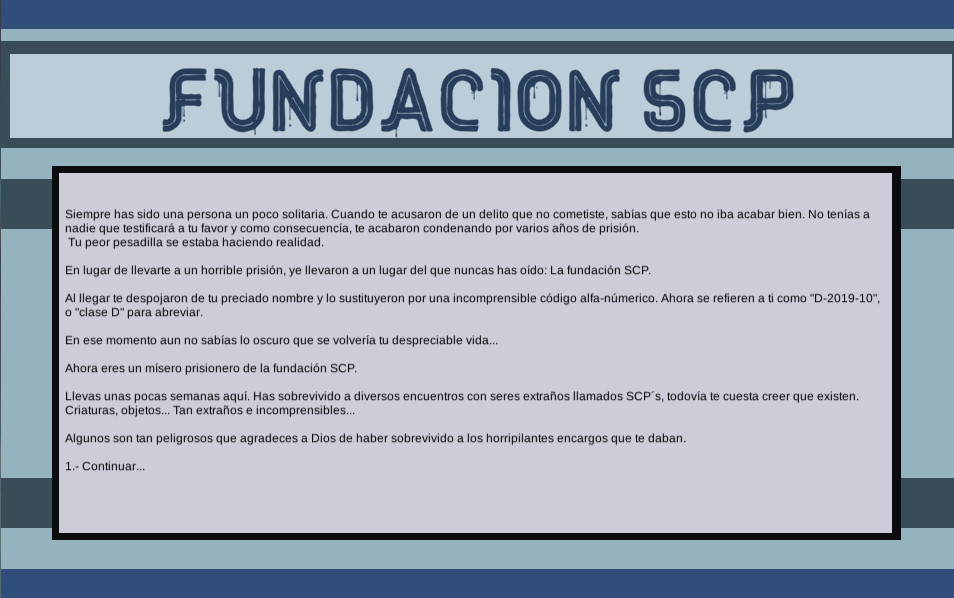 FUNDACION SCP
Siempre has sido una persona un poco solitaria. Cuando te acusaron de un delito que no cometiste, sabías que esto no iba acabar bien. No tenías a
nadie que testificará a tu favor y como consecuencía, te acabaron condenando por varios años de prisión.
Tu peor pesadilla se estaba haciendo realidad.
En lugar de llevarte a un horrible prisión, ye llevaron a un lugar del que nuncas has oído: La fundación SCP.
Al llegar te despojaron de tu preciado nombre y lo sustituyeron por una incomprensible código alfa-númerico. Ahora se refieren a ti como "D-2019-10",
o "clase D" para abreviar.
En ese momento aun no sabías lo oscuro que se volvería tu despreciable vida...
Ahora eres un mísero prisionero de la fundación SCP.
Llevas unas pocas semanas aquí. Has sobrevivido a diversos encuentros con seres extraños llamados SCP´s, todovía te cuesta creer que existen.
Criaturas, objetos... Tan extraños e incomprensibles...
Algunos son tan peligrosos que agradeces a Dios de haber sobrevivido a los horripilantes encargos que te daban.
1.- Continuar...